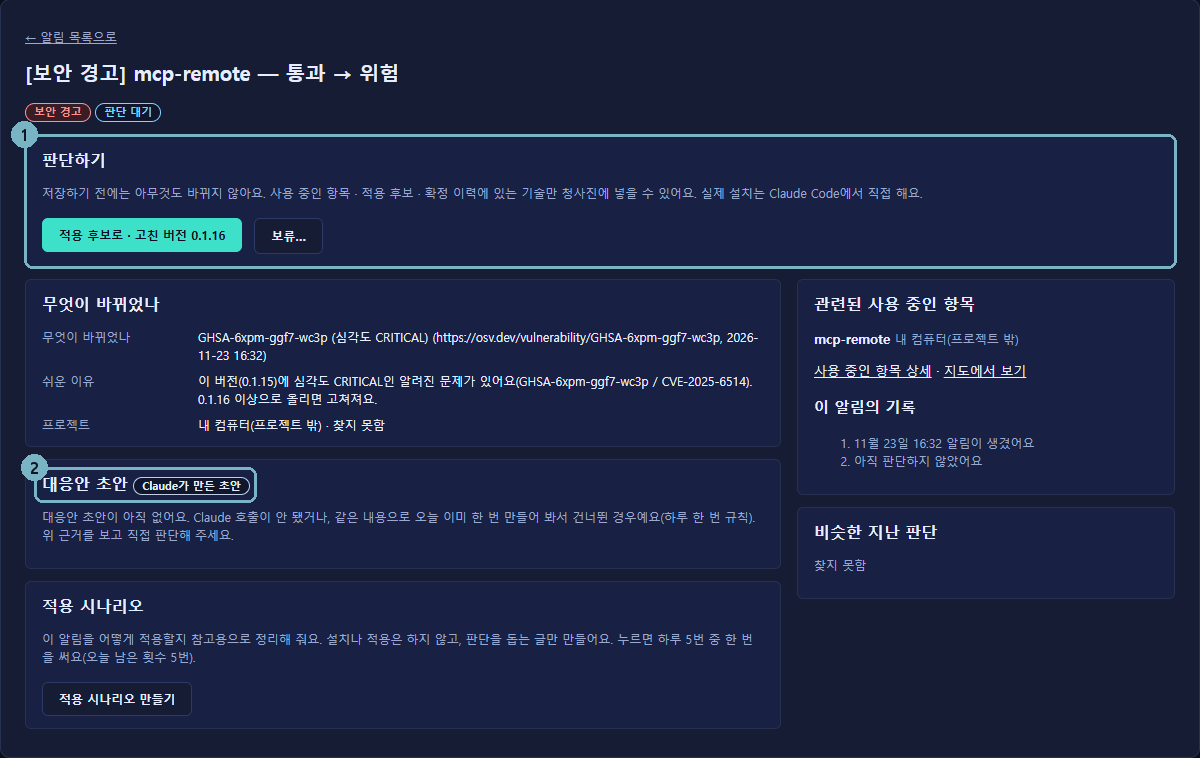 ← 알림 목록으로
[보안 경고] mcp-remote — 통과 → 위험
보안 경고 판단 대기
1
판단하기
저장하기 전에는 아무것도 바뀌지 않아요. 사용 중인 항목 · 적용 후보 · 확정 이력에 있는 기술만 청사진에 넣을 수 있어요. 실제 설치는 Claude Code에서 직접 해요.
적용 후보로 · 고친 버전 0.1.16 보류...
무엇이 바뀌었나
무엇이 바뀌었나 GHSA-6xpm-ggf7-wc3p (심각도 CRITICAL) (https://osv.dev/vulnerability/GHSA-6xpm-ggf7-wc3p, 2026-
11-23 16:32)
쉬운 이유 이 버전(0.1.15)에 심각도 CRITICAL인 알려진 문제가 있어요(GHSA-6xpm-ggf7-wc3p / CVE-2025-6514).
0.1.16 이상으로 올리면 고쳐져요.
프로젝트 내 컴퓨터(프로젝트 밖) · 찾지 못함
2
대응안 초안 Claude가 만든 초안
대응안 초안이 아직 없어요. Claude 호출이 안 됐거나, 같은 내용으로 오늘 이미 한 번 만들어 봐서 건너뛴 경우예요(하루 한 번 규칙).
위 근거를 보고 직접 판단해 주세요.
적용 시나리오
이 알림을 어떻게 적용할지 참고용으로 정리해 줘요. 설치나 적용은 하지 않고, 판단을 돕는 글만 만들어요. 누르면 하루 5번 중 한 번
을 써요(오늘 남은 횟수 5번).
적용 시나리오 만들기
관련된 사용 중인 항목
mcp-remote 내 컴퓨터(프로젝트 밖)
사용 중인 항목 상세 · 지도에서 보기
이 알림의 기록
1. 11월 23일 16:32 알림이 생겼어요
2. 아직 판단하지 않았어요
비슷한 지난 판단
찾지 못함